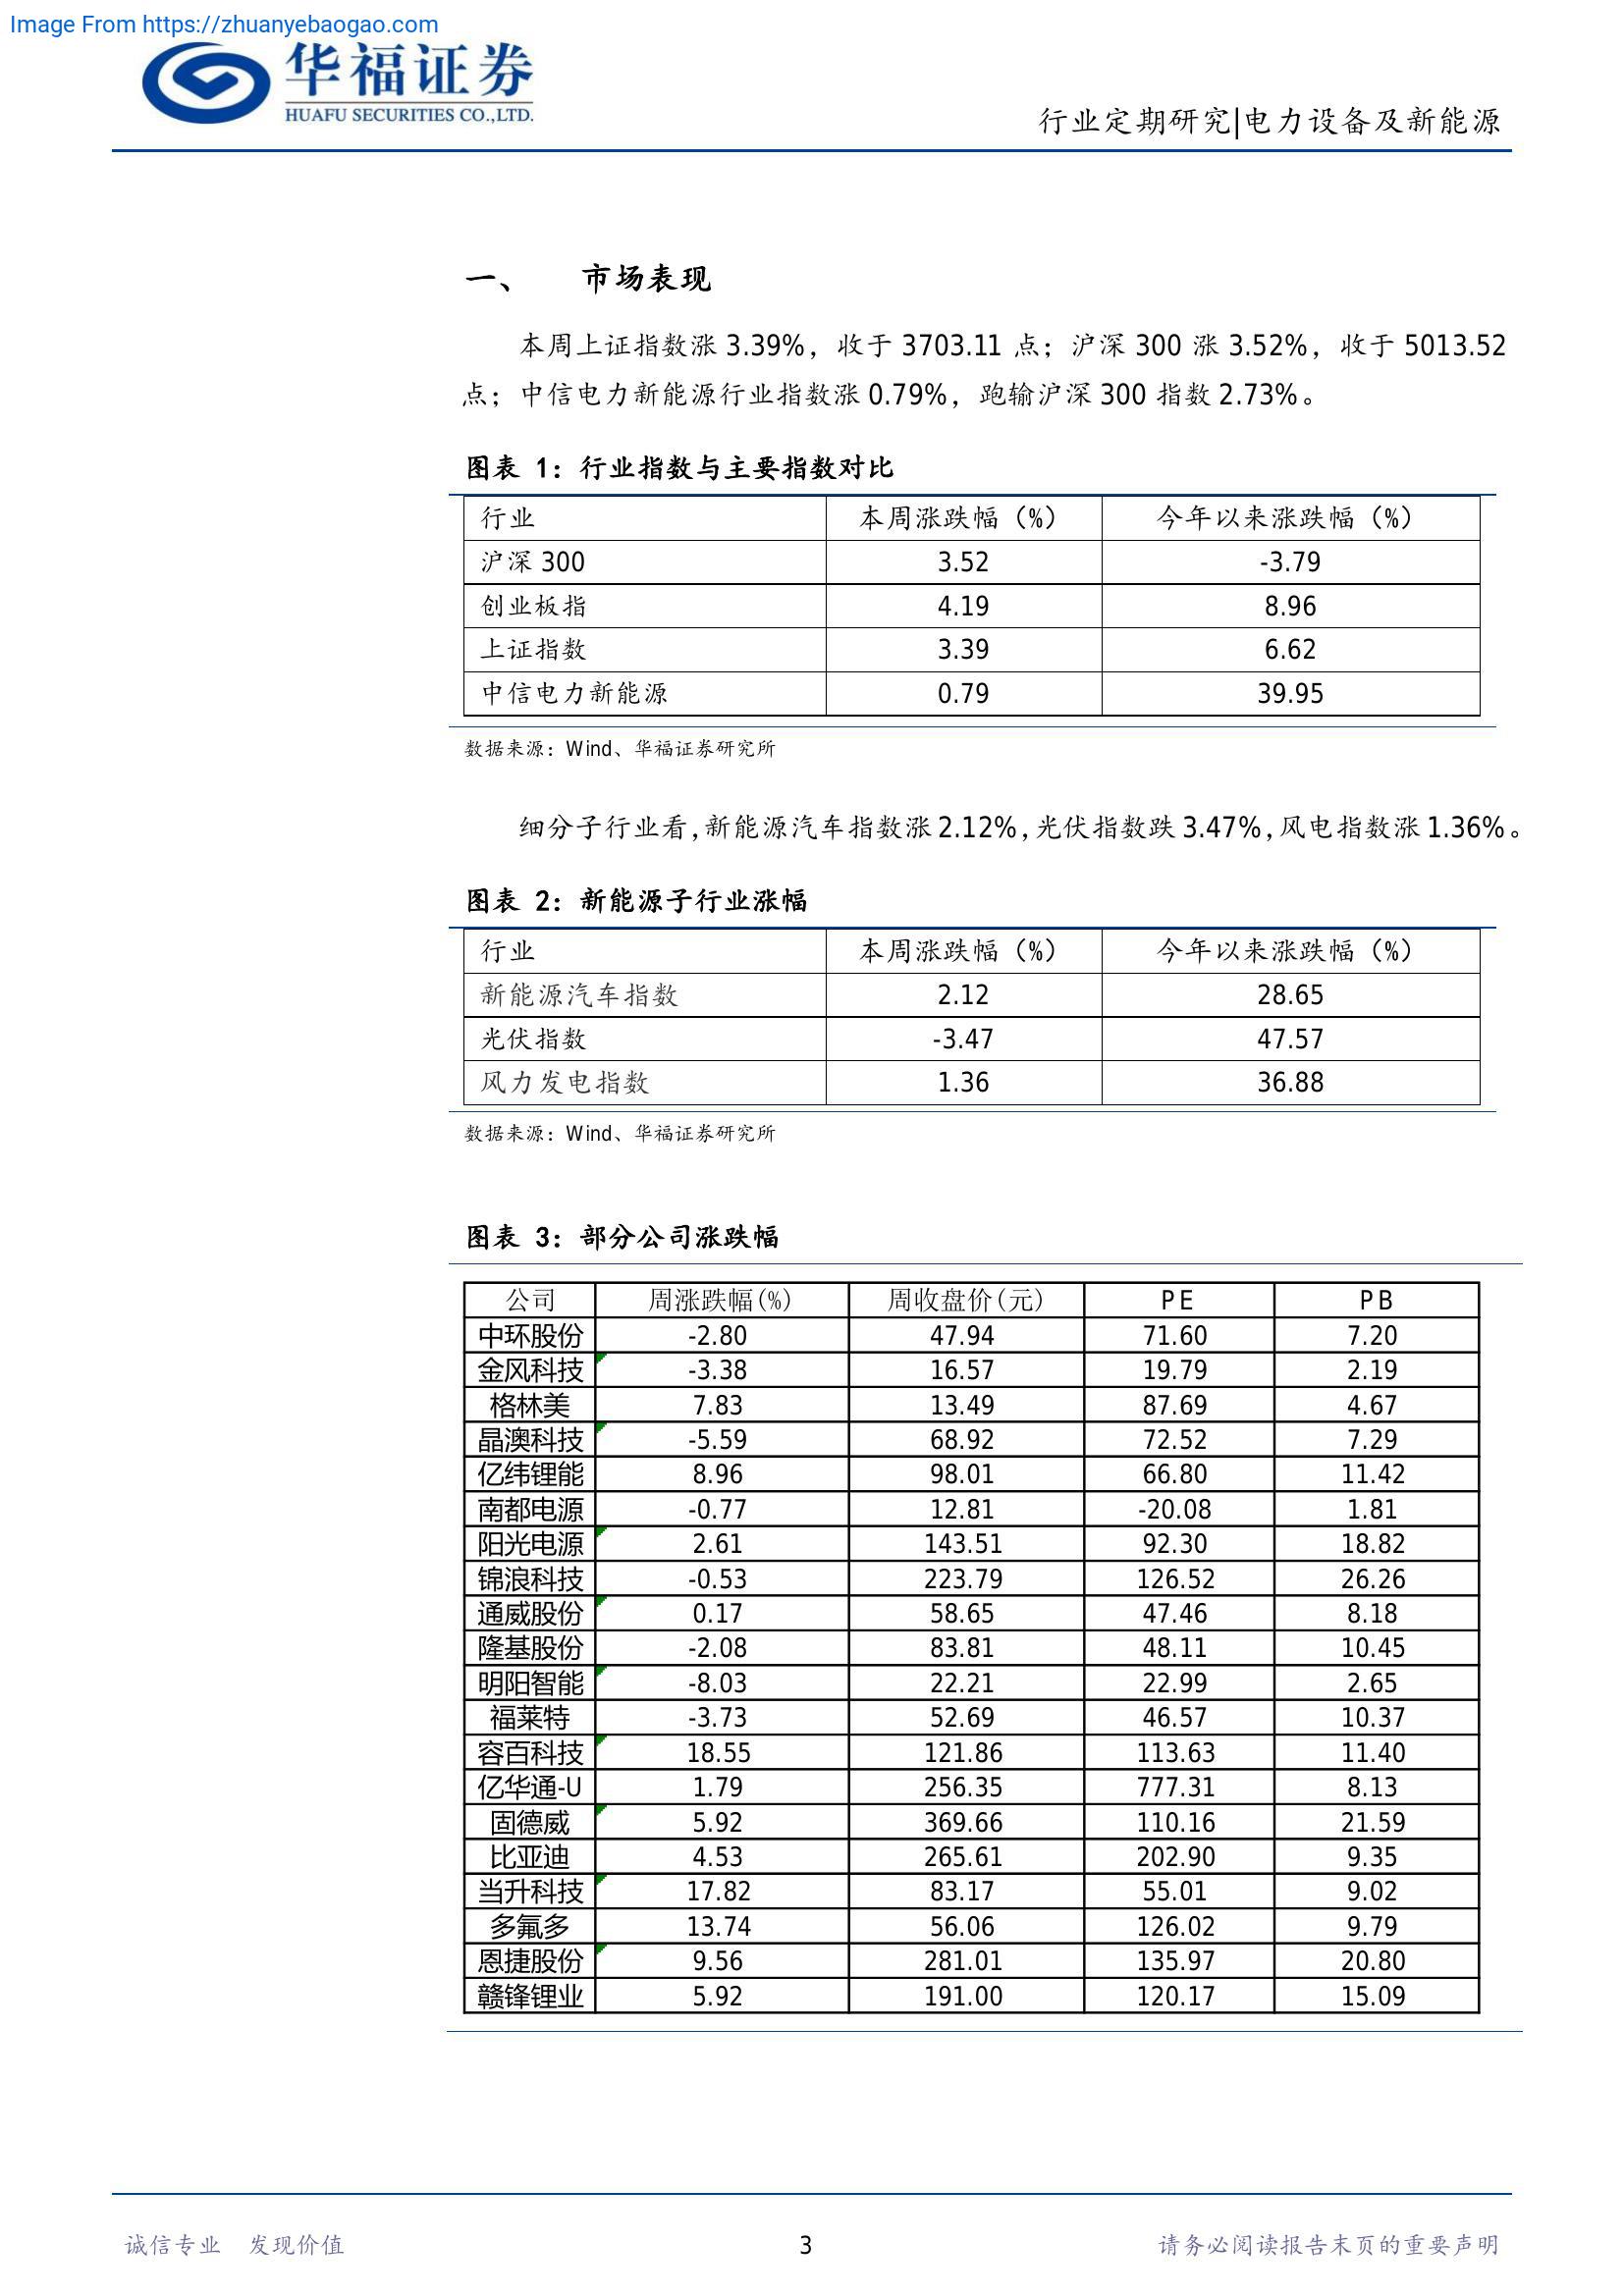 Image From https://zhuanyebaogao.com
华福证券
HUAFU SECURITIES CO.,LTD.
行业定期研究|电力设备及新能源
一、 市场表现
本周上证指数涨 3.39%，收于 3703.11 点；沪深 300 涨 3.52%，收于 5013.52
点；中信电力新能源行业指数涨 0.79%，跑输沪深 300 指数 2.73%。
图表 1：行业指数与主要指数对比
行业 本周涨跌幅（%） 今年以来涨跌幅（%）
沪深 300 3.52 -3.79
创业板指 4.19 8.96
上证指数 3.39 6.62
中信电力新能源 0.79 39.95
数据来源：Wind、华福证券研究所
细分子行业看，新能源汽车指数涨 2.12%，光伏指数跌 3.47%，风电指数涨 1.36%。
图表 2：新能源子行业涨幅
行业 本周涨跌幅（%） 今年以来涨跌幅（%）
新能源汽车指数 2.12 28.65
光伏指数 -3.47 47.57
风力发电指数 1.36 36.88
数据来源：Wind、华福证券研究所
图表 3：部分公司涨跌幅
公司 周涨跌幅(%) 周收盘价(元) PE PB
中环股份 -2.80 47.94 71.60 7.20
金风科技 -3.38 16.57 19.79 2.19
格林美 7.83 13.49 87.69 4.67
晶澳科技 -5.59 68.92 72.52 7.29
亿纬锂能 8.96 98.01 66.80 11.42
南都电源 -0.77 12.81 -20.08 1.81
阳光电源 2.61 143.51 92.30 18.82
锦浪科技 -0.53 223.79 126.52 26.26
通威股份 0.17 58.65 47.46 8.18
隆基股份 -2.08 83.81 48.11 10.45
明阳智能 -8.03 22.21 22.99 2.65
福莱特 -3.73 52.69 46.57 10.37
容百科技 18.55 121.86 113.63 11.40
亿华通-U 1.79 256.35 777.31 8.13
固德威 5.92 369.66 110.16 21.59
比亚迪 4.53 265.61 202.90 9.35
当升科技 17.82 83.17 55.01 9.02
多氟多 13.74 56.06 126.02 9.79
恩捷股份 9.56 281.01 135.97 20.80
赣锋锂业 5.92 191.00 120.17 15.09
诚信专业 发现价值 3 请务必阅读报告末页的重要声明